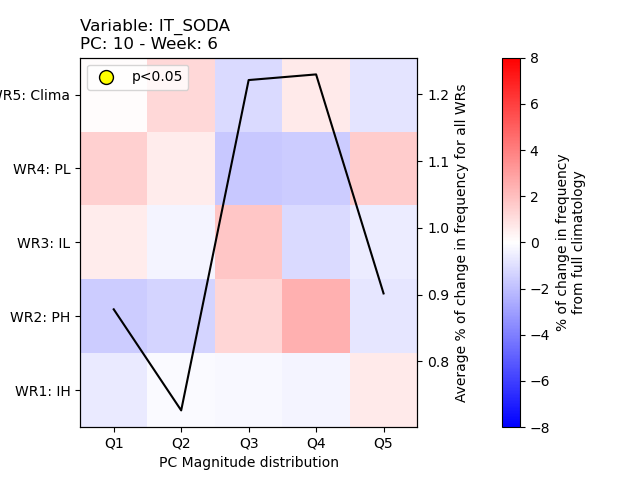 Variable: IT_SODA
PC: 10 - Week: 6
p<0.05
WR5: Clima
WR4: PL
WR3: IL
WR2: PH
WR1: IH
Q1 Q2 Q3 Q4 Q5
PC Magnitude distribution
1.2
1.1
1.0
0.9
0.8
Average % of change in frequency for all WRs
8
6
4
2
0
−2
−4
−6
−8
% of change in frequency
from full climatology